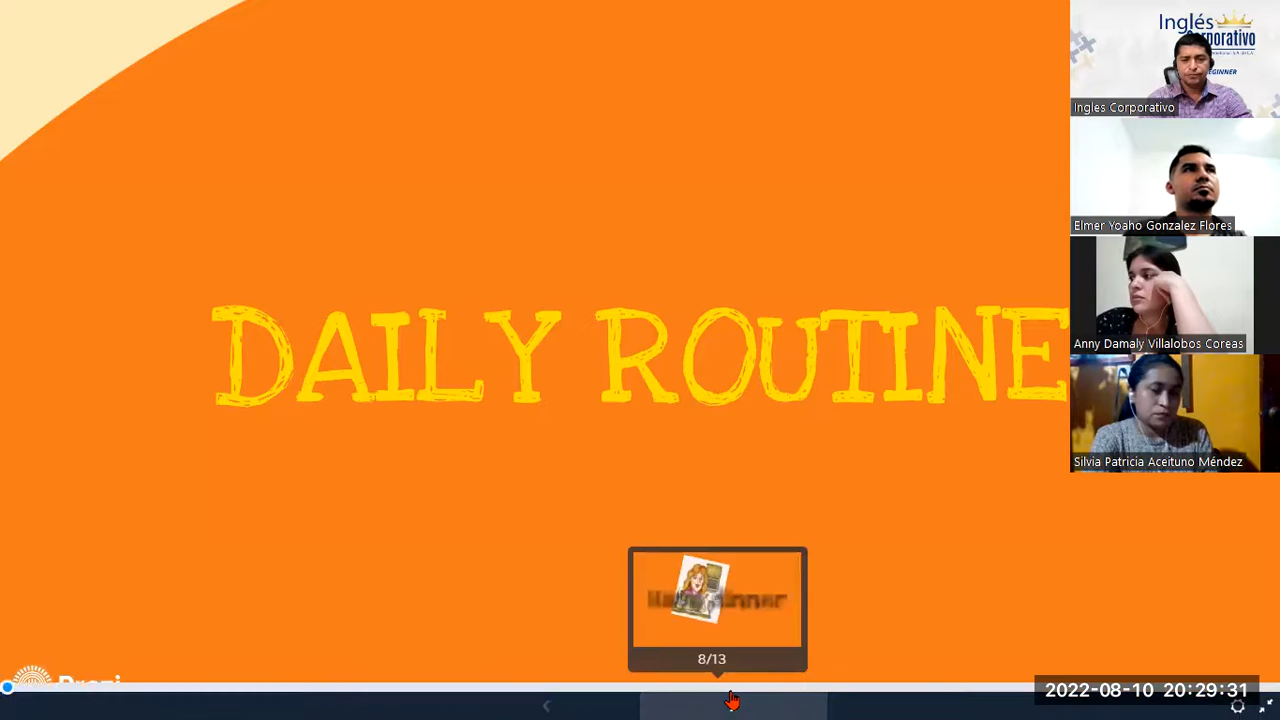 DAILY ROUTINE
8/13
Prezi
Inglés
Corporativo
Ingles Corporativo
Elmer Yoaho Gonzalez Flores
Anny Damaly Villalobos Coreas
Silvia Patricia Aceituno Méndez
2022-08-10 20:29:31